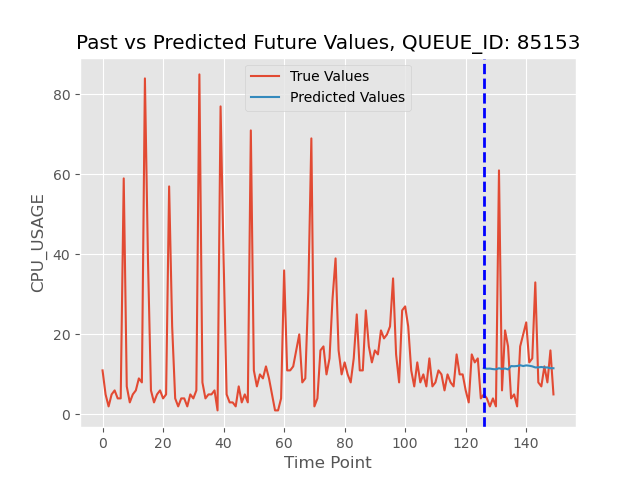 Past vs Predicted Future Values, QUEUE_ID: 85153
True Values
Predicted Values
CPU_USAGE
80
60
40
20
0
0 20 40 60 80 100 120 140
Time Point